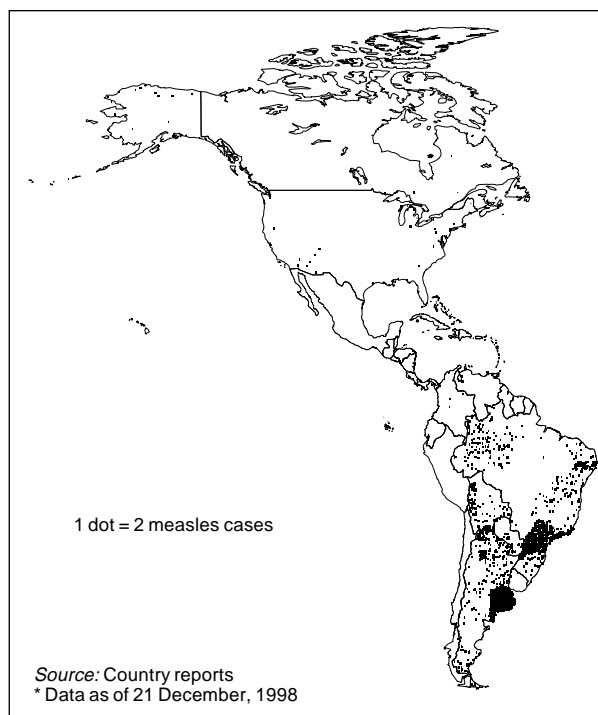 1 dot = 2 measles cases
Source: Country reports
* Data as of 21 December, 1998